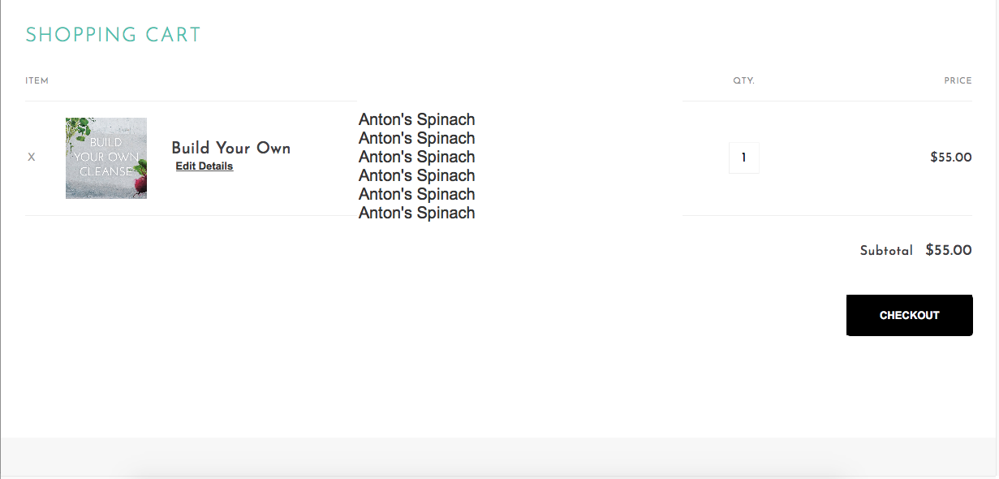 SHOPPING CART
ITEM QTY. PRICE
X
BUILD
YOUR OWN
CLEANSE
Build Your Own
Edit Details
Anton's Spinach
Anton's Spinach
Anton's Spinach
Anton's Spinach
Anton's Spinach
Anton's Spinach
1
$55.00
Subtotal $55.00
CHECKOUT